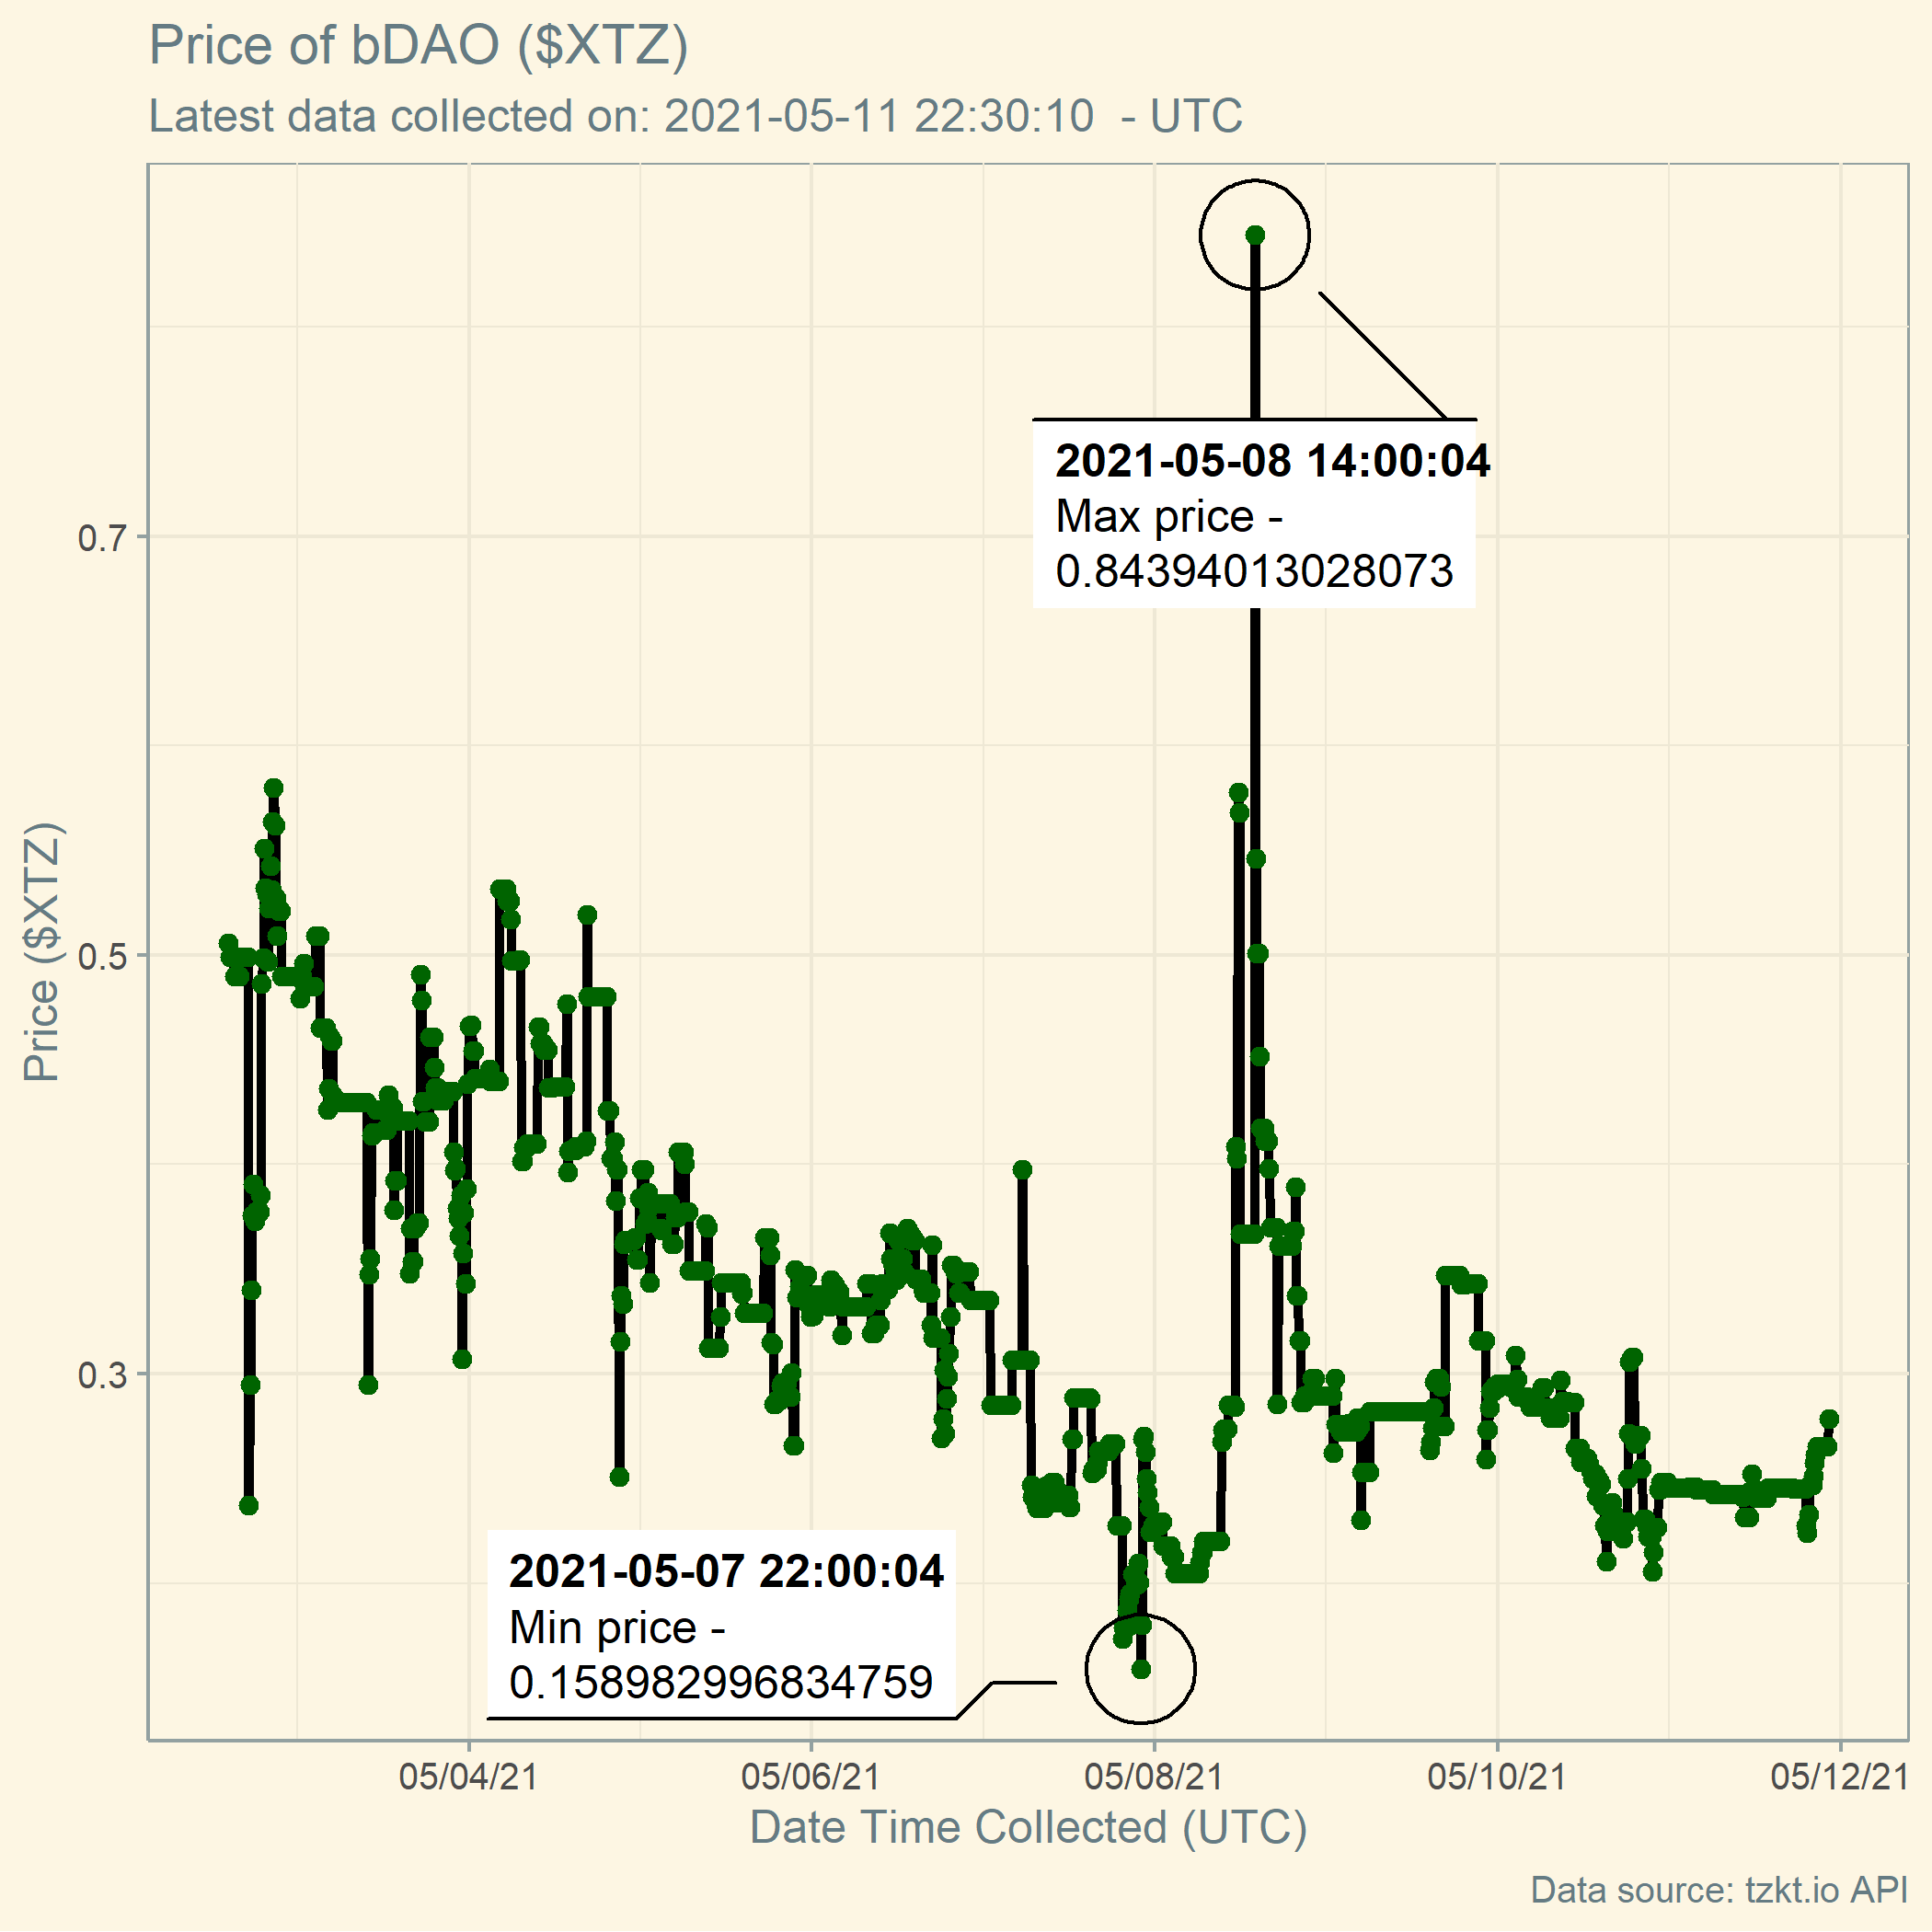 Price of bDAO ($XTZ)
Latest data collected on: 2021-05-11 22:30:10  - UTC
2021-05-08 14:00:04
Max price -
0.84394013028073
0.7
0.5
0.3
Price ($XTZ)
2021-05-07 22:00:04
Min price -
0.158982996834759
05/04/21
05/06/21
05/08/21
05/10/21
05/12/21
Date Time Collected (UTC)
Data source: tzkt.io API